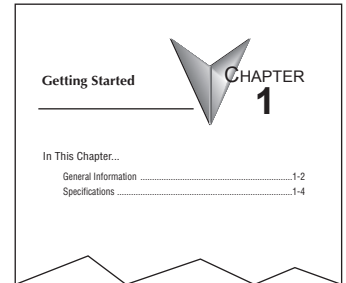 Getting Started
CHAPTER
1
In This Chapter...
General Information ...............................................................1-2
Specifications ........................................................................1-4